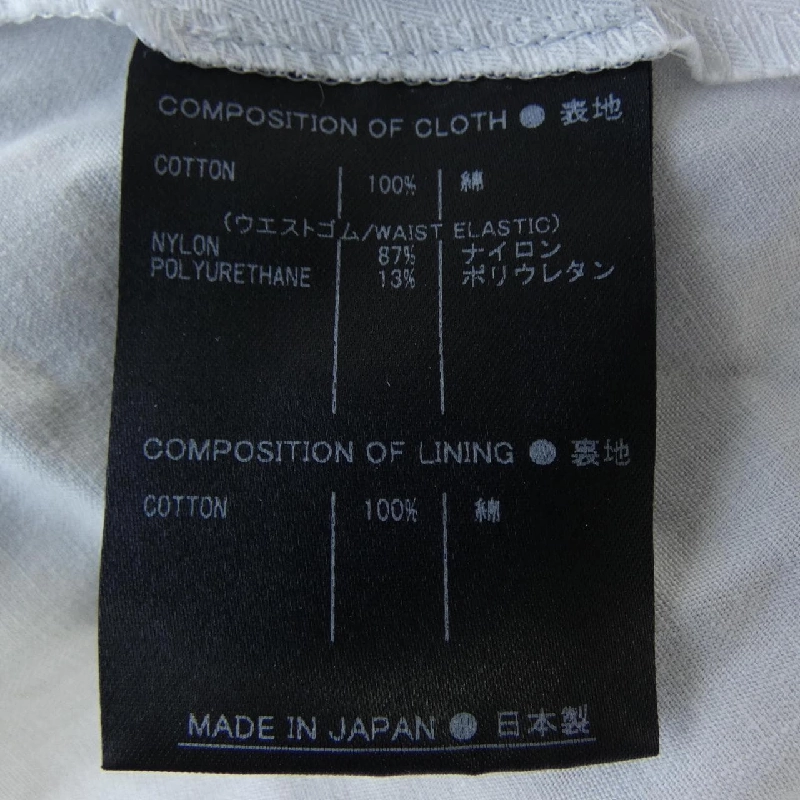 COMPOSITION OF CLOTH ● 表地
COTTON 100% 綿
(ウエストゴム/WAIST ELASTIC)
NYLON 87% ナイロン
POLYURETHANE 13% ポリウレタン
COMPOSITION OF LINING ● 裏地
COTTON 100% 綿
MADE IN JAPAN ● 日本製